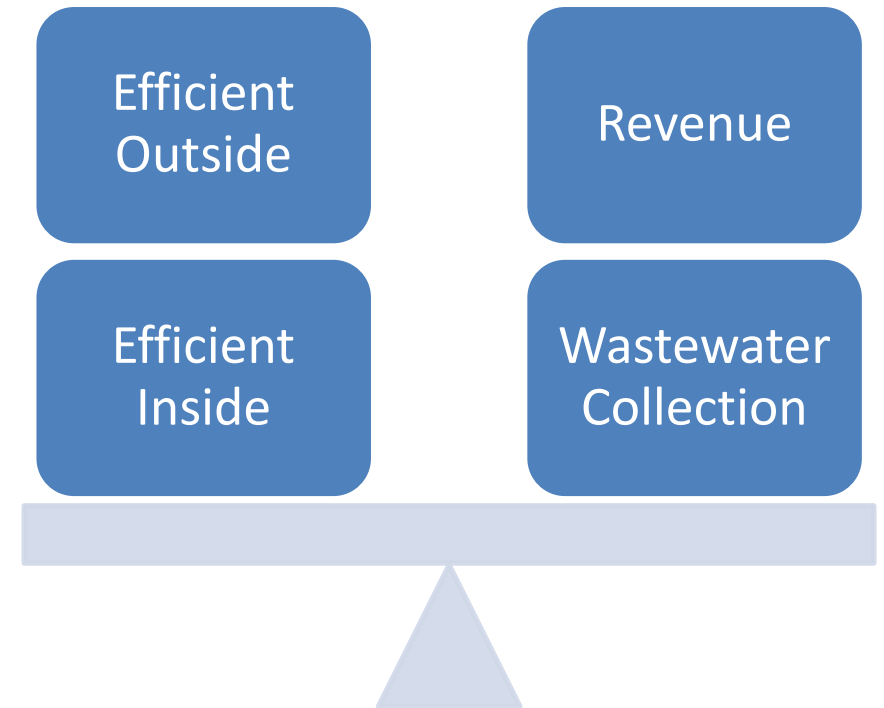 Efficient
Outside
Revenue
Efficient
Inside
Wastewater
Collection